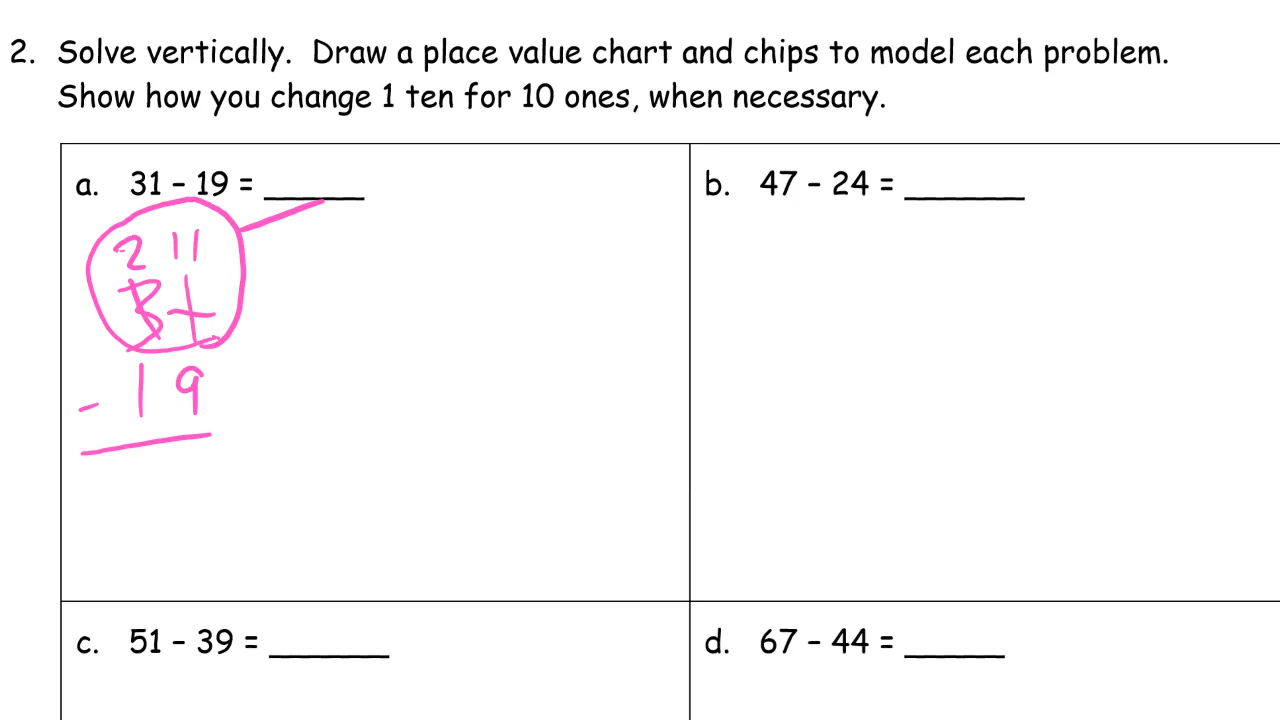 2. Solve vertically. Draw a place value chart and chips to model each problem.
Show how you change 1 ten for 10 ones, when necessary.
a. 31 - 19 = _____
b. 47 - 24 = ______
2 11
31
- 19
c. 51 - 39 = ______
d. 67 - 44 = _____